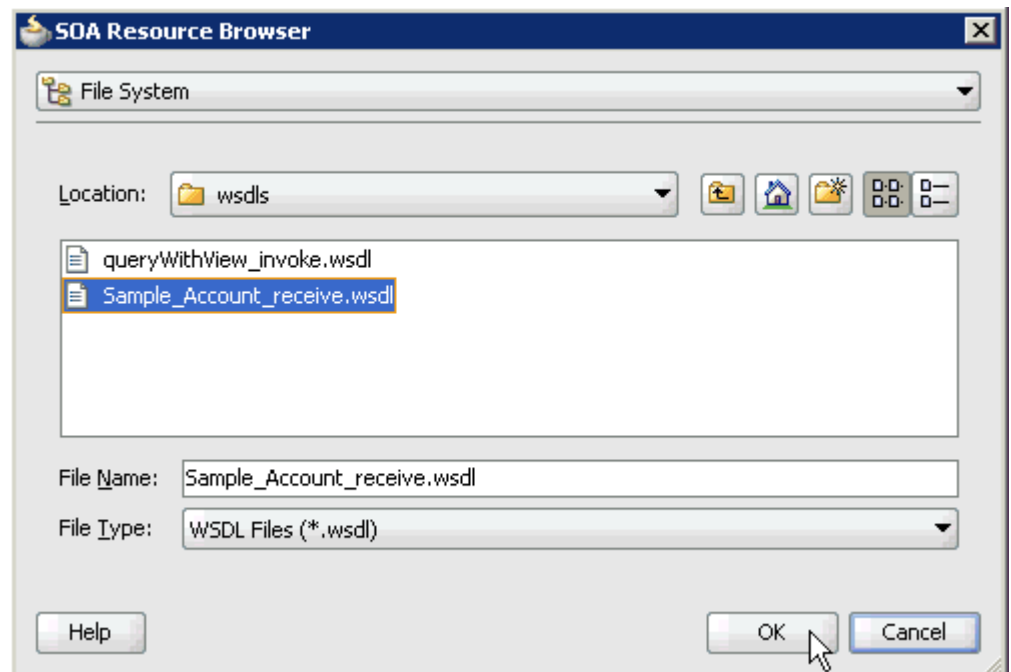 SOA Resource Browser
File System
Location: wsdls
queryWithView_invoke.wsdl
Sample_Account_receive.wsdl
File Name: Sample_Account_receive.wsdl
File Type: WSDL Files (*.wsdl)
Help OK Cancel